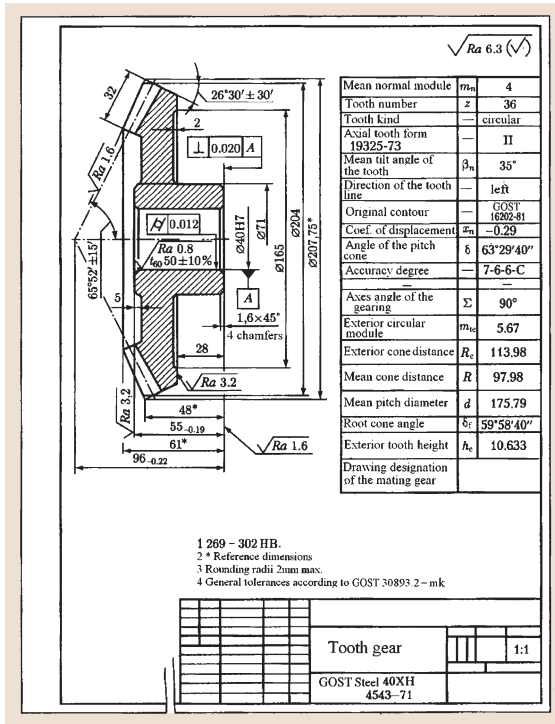 Ra 6.3 (√)
32
26°30′± 30′
2
⊥ 0.020 A
Ra 1.6
⌭ 0.012
Ra 0.8
t60 50±10%
⌀40H7
⌀71
⌀165
⌀204
⌀207,75*
65°52′ ±15′
5
A
1,6×45°
4 chamfers
28
Ra 3.2
Ra 3,2
48*
55 -0.19
61*
96 -0.22
Ra 1.6
Mean normal module mn 4
Tooth number z 36
Tooth kind — circular
Axial tooth form
19325-73 — II
Mean tilt angle of
the tooth βn 35°
Direction of the tooth
line — left
Original contour — GOST
16202-81
Coef. of displacement xn −0.29
Angle of the pitch
cone δ 63°29′40″
Accuracy degree — 7-6-6-C
— —
Axes angle of the
gearing Σ 90°
Exterior circular
module mte 5.67
Exterior cone distance Re 113.98
Mean cone distance R 97.98
Mean pitch diameter d 175.79
Root cone angle δf 59°58′40″
Exterior tooth height he 10.633
Drawing designation
of the mating gear
1 269 – 302 HB.
2 * Reference dimensions
3 Rounding radii 2mm max.
4 General tolerances according to GOST 30893.2 – mk
Tooth gear
1:1
GOST Steel 40XH
4543–71